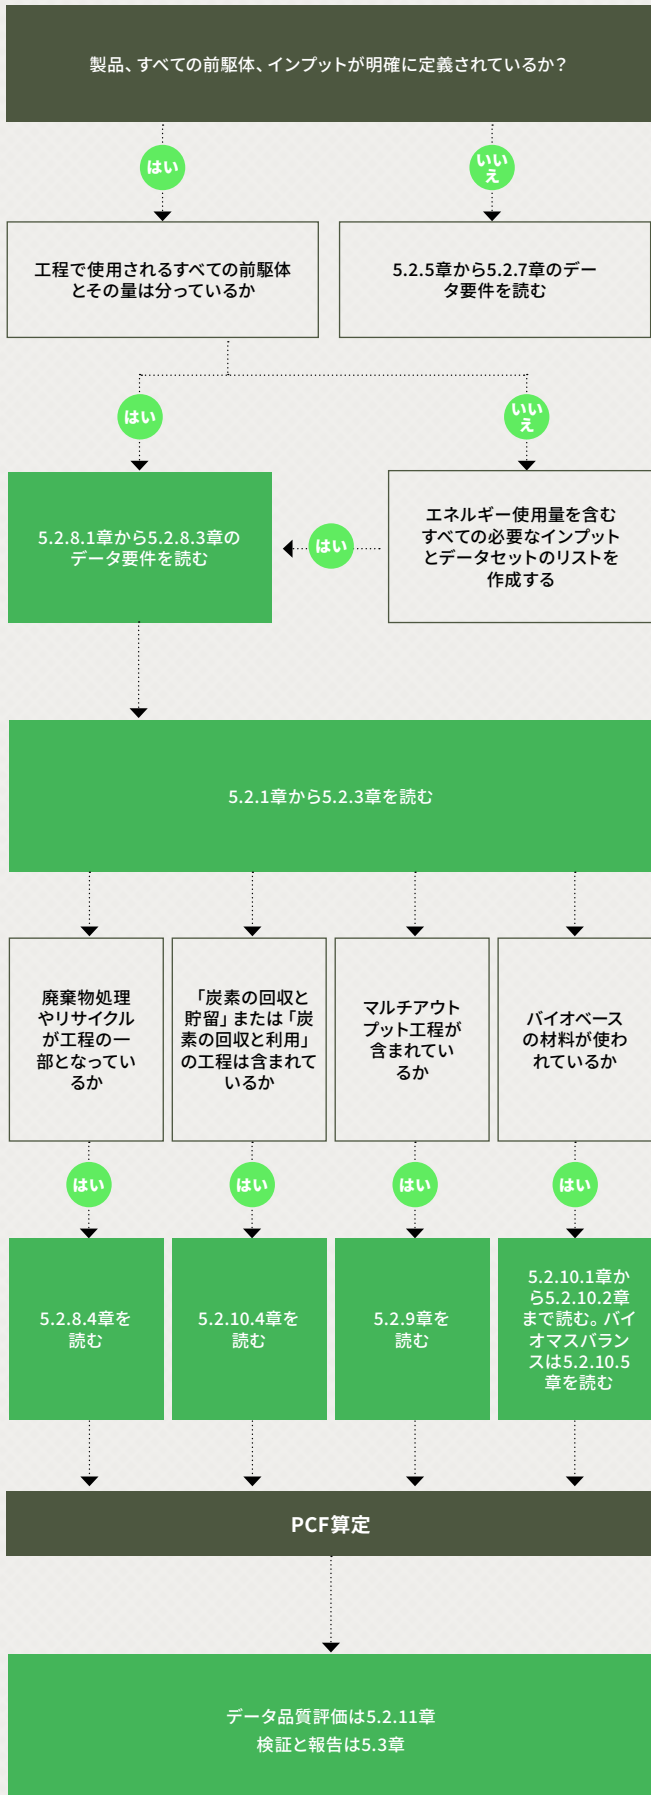 製品、すべての前駆体、インプットが明確に定義されているか？
はい
いい
え
工程で使用されるすべての前駆体
とその量は分っているか
5.2.5章から5.2.7章のデー
タ要件を読む
はい
いい
え
5.2.8.1章から5.2.8.3章の
データ要件を読む
はい
エネルギー使用量を含む
すべての必要なインプット
とデータセットのリストを
作成する
5.2.1章から5.2.3章を読む
廃棄物処理
やリサイクル
が工程の一
部となってい
るか
「炭素の回収と
貯留」または「炭
素の回収と利用」
の工程は含まれて
いるか
マルチアウト
プット工程が
含まれてい
るか
バイオベース
の材料が使わ
れているか
はい
はい
はい
はい
5.2.8.4章を
読む
5.2.10.4章を
読む
5.2.9章を
読む
5.2.10.1章か
ら5.2.10.2章
まで読む。バイ
オマスバラン
スは5.2.10.5
章を読む
PCF算定
データ品質評価は5.2.11章
検証と報告は5.3章